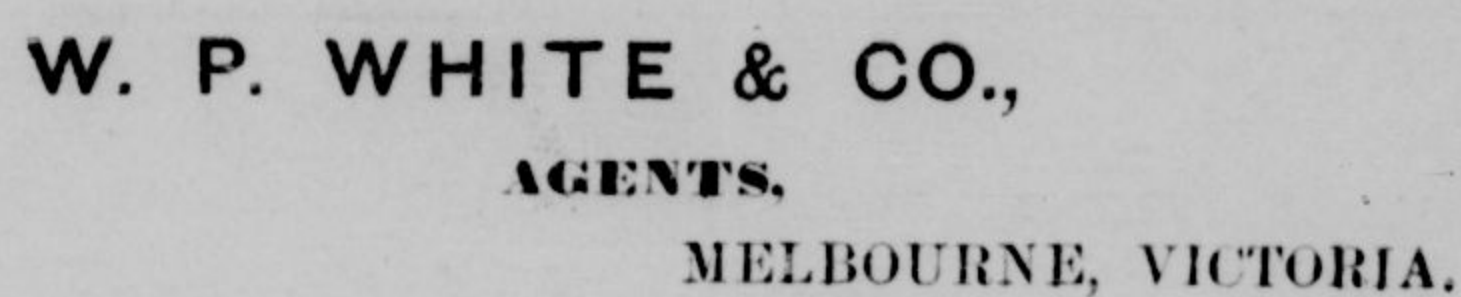 W. P. WHITE & CO.,
AGENTS,
MELBOURNE, VICTORIA.